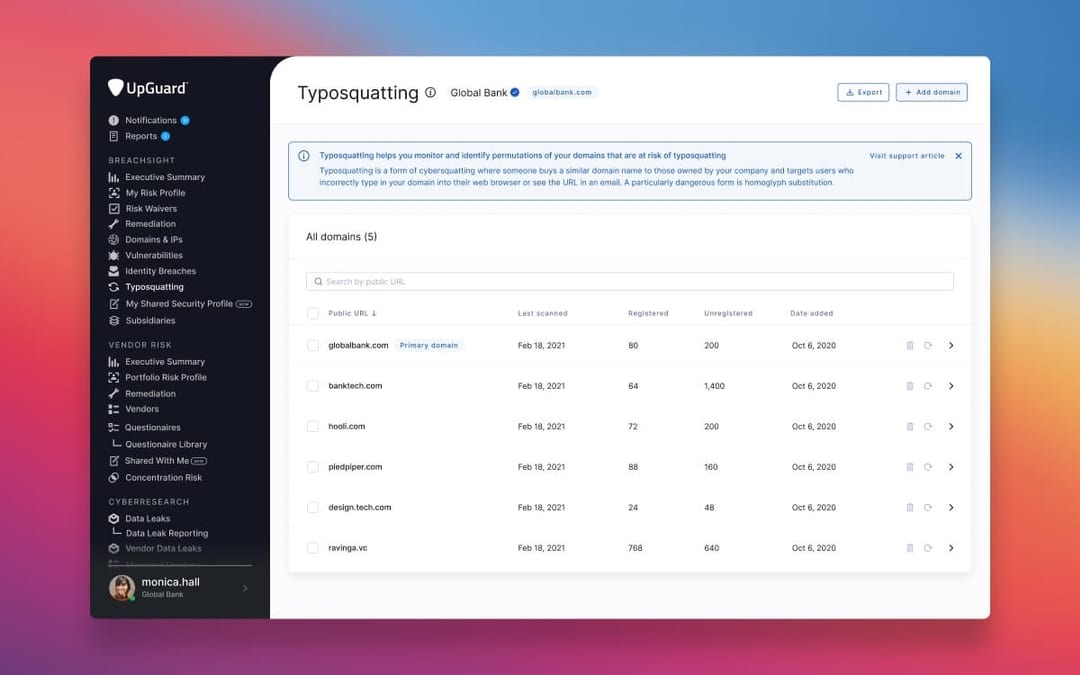 UpGuard
Notifications
Reports
BREACHSIGHT
Executive Summary
My Risk Profile
Risk Waivers
Remediation
Domains & IPs
Vulnerabilities
Identity Breaches
Typosquatting
My Shared Security Profile NEW
Subsidiaries
VENDOR RISK
Executive Summary
Portfolio Risk Profile
Remediation
Vendors
Questionaires
Questionaire Library
Shared With Me NEW
Concentration Risk
CYBERRESEARCH
Data Leaks
Data Leak Reporting
Vendor Data Leaks
monica.hall
Global Bank
Typosquatting Global Bank globalbank.com Export + Add domain
Typosquatting helps you monitor and identify permutations of your domains that are at risk of typosquatting Visit support article
Typosquatting is a form of cybersquatting where someone buys a similar domain name to those owned by your company and targets users who
incorrectly type in your domain into their web browser or see the URL in an email. A particularly dangerous form is homoglyph substitution.
All domains (5)
Search by public URL
Public URL ↓ Last scanned Registered Unregistered Date added
globalbank.com Primary domain Feb 18, 2021 80 200 Oct 6, 2020
banktech.com Feb 18, 2021 64 1,400 Oct 6, 2020
hooli.com Feb 18, 2021 72 200 Oct 6, 2020
piedpiper.com Feb 18, 2021 88 160 Oct 6, 2020
design.tech.com Feb 18, 2021 24 48 Oct 6, 2020
ravinga.vc Feb 18, 2021 768 640 Oct 6, 2020